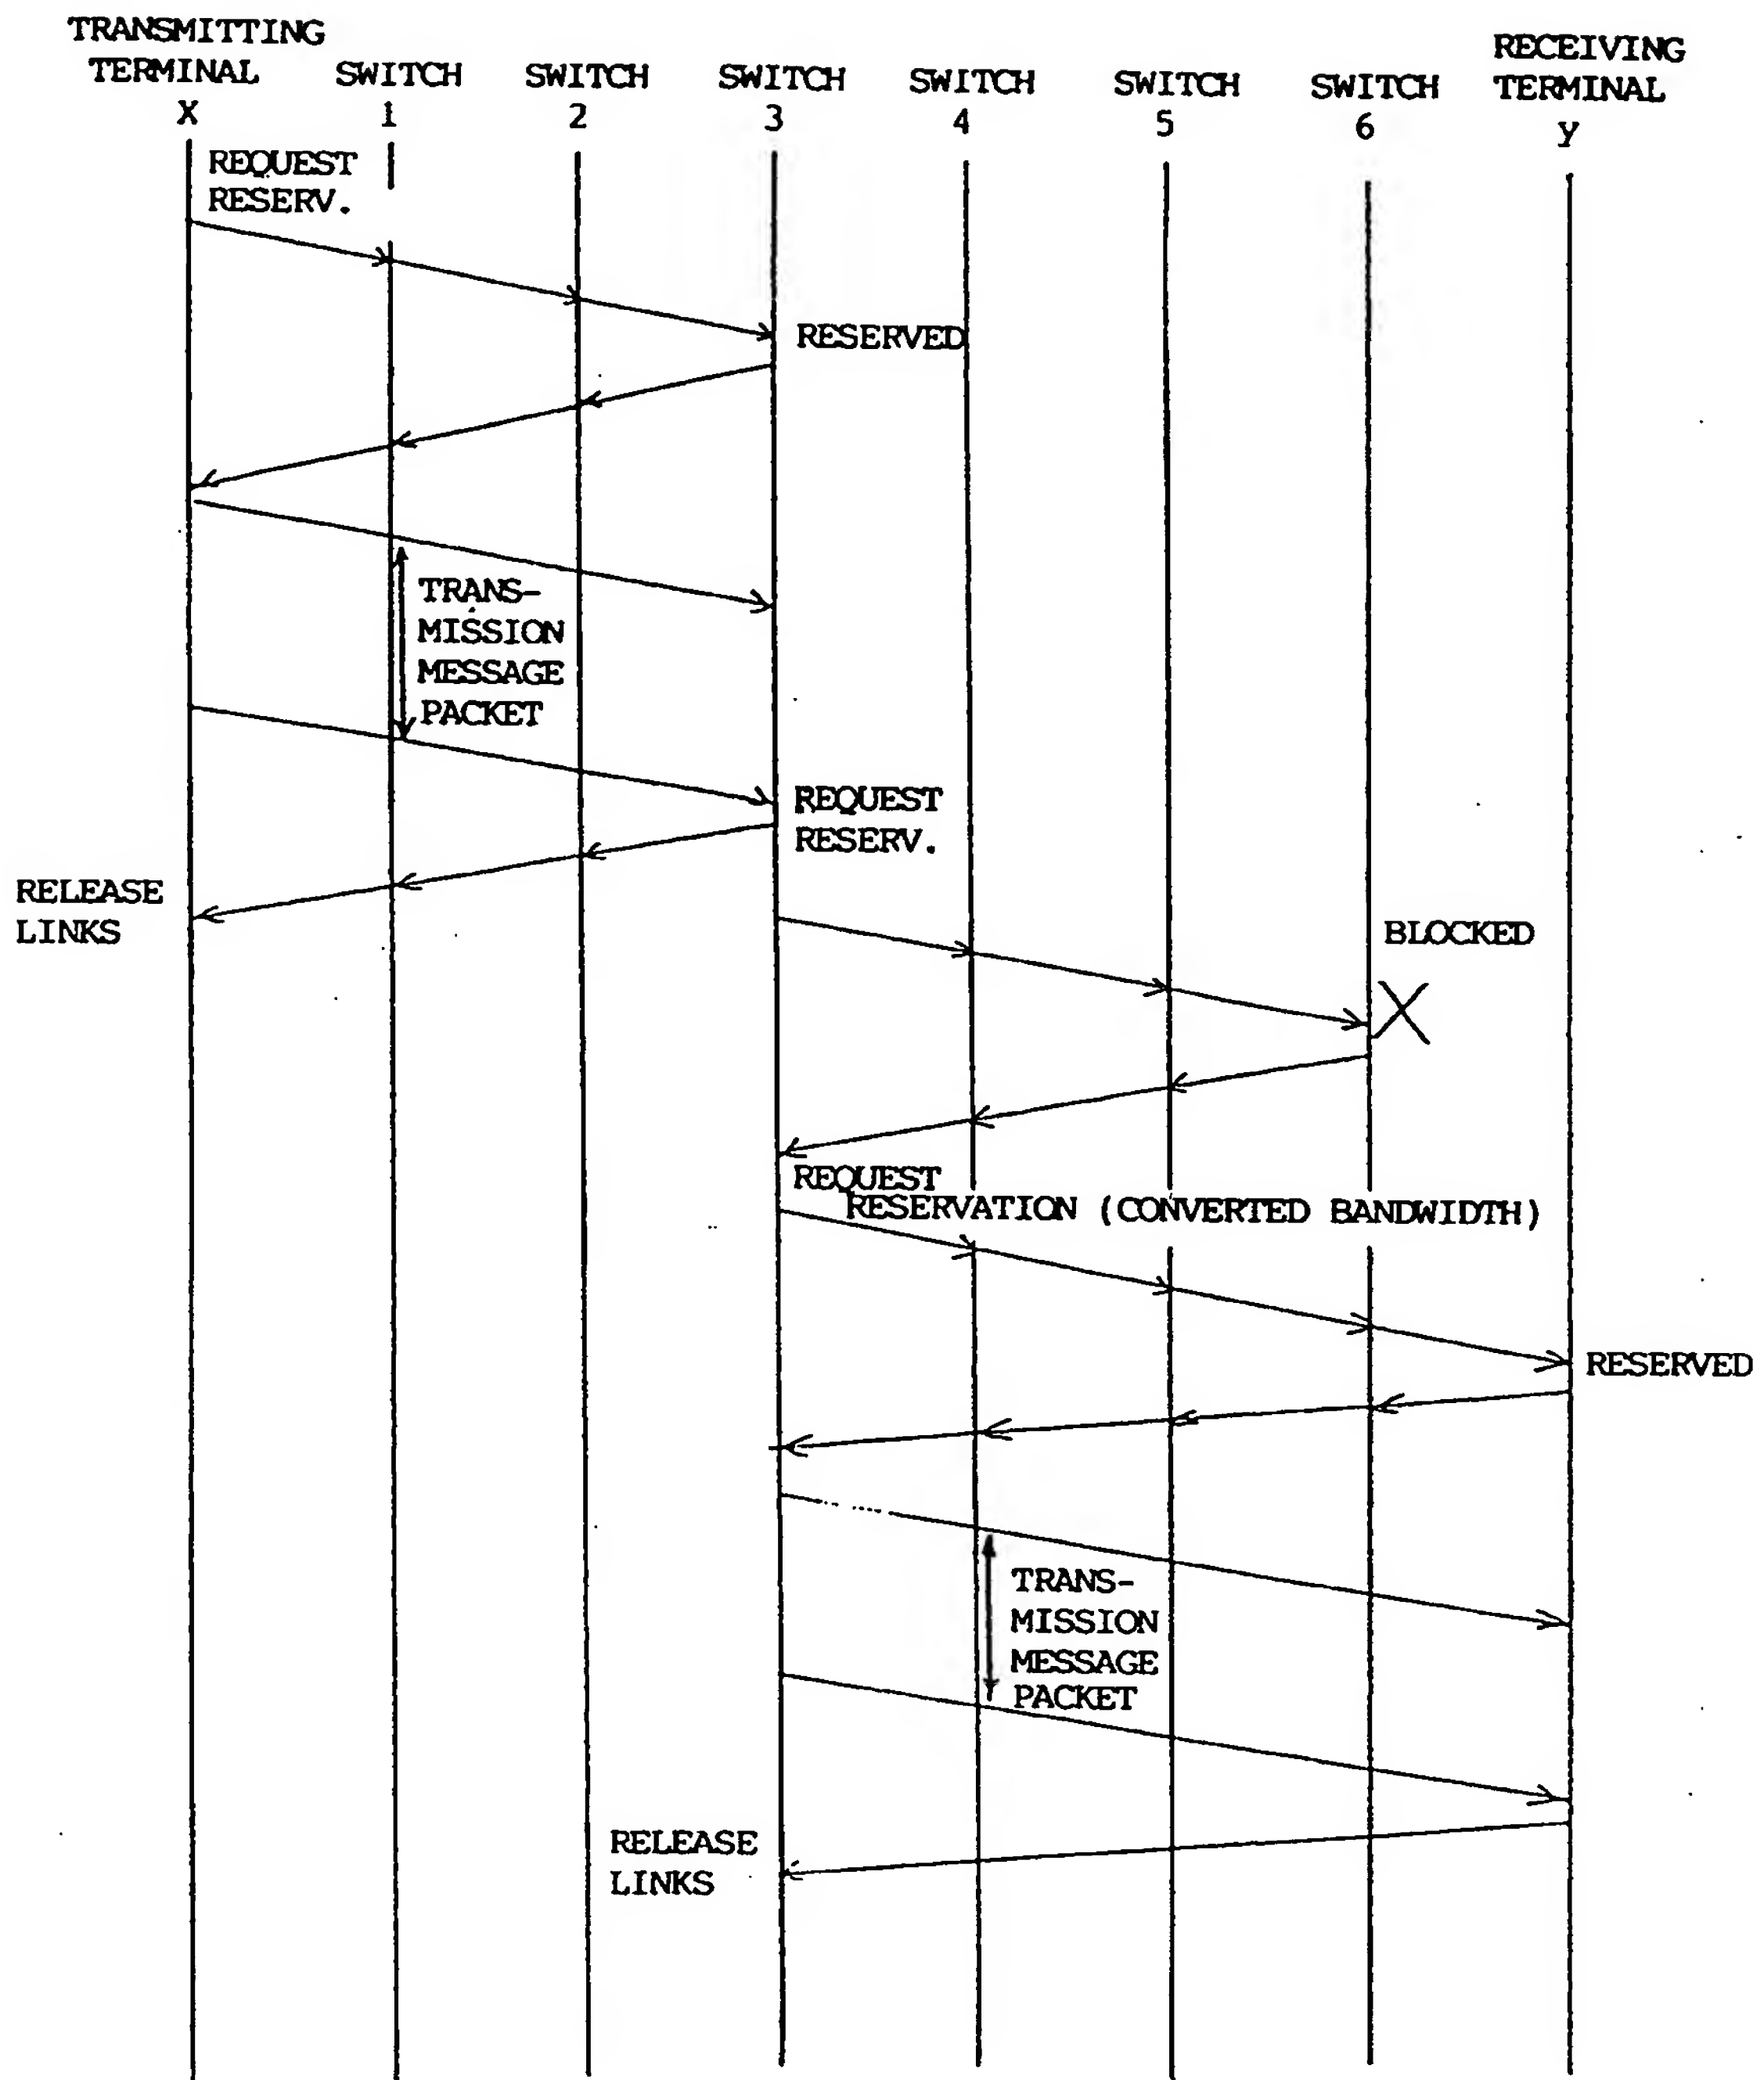 TRANSMITTING
TERMINAL
X
SWITCH
1
SWITCH
2
SWITCH
3
SWITCH
4
SWITCH
5
SWITCH
6
RECEIVING
TERMINAL
y
REQUEST
RESERV.
RESERVED
TRANS-
MISSION
MESSAGE
PACKET
REQUEST
RESERV.
RELEASE
LINKS
BLOCKED
REQUEST
RESERVATION (CONVERTED BANDWIDTH)
RESERVED
TRANS-
MISSION
MESSAGE
PACKET
RELEASE
LINKS